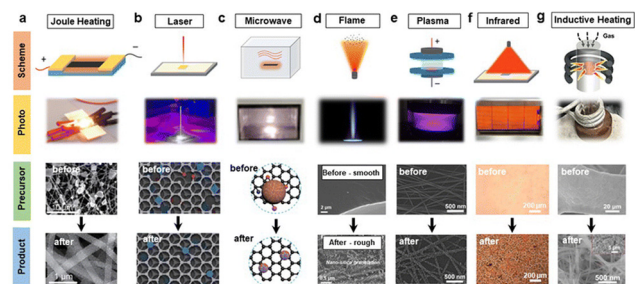 a
Joule Heating
b
Laser
c
Microwave
d
Flame
e
Plasma
f
Infrared
g
Inductive Heating
Scheme
+
−
+
−
Gas
Photo
Precursor
before
before
before
Before - smooth
2 μm
before
500 nm
before
200 μm
before
20 μm
Product
after
1 μm
after
after
After - rough
after
500 nm
after
200 μm
after
500 nm